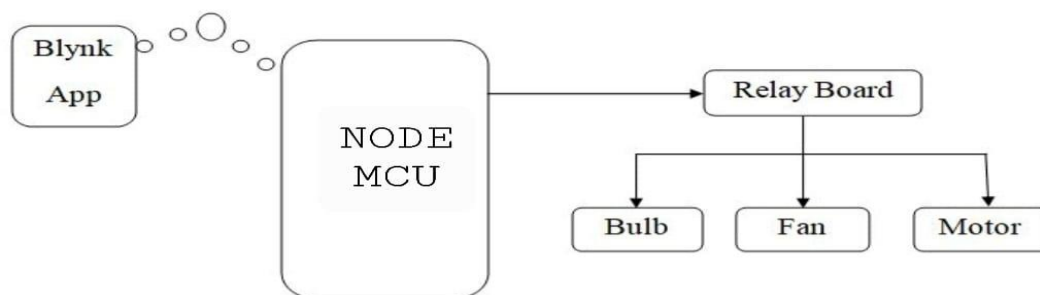 Blynk
App
NODE
MCU
Relay Board
Bulb
Fan
Motor